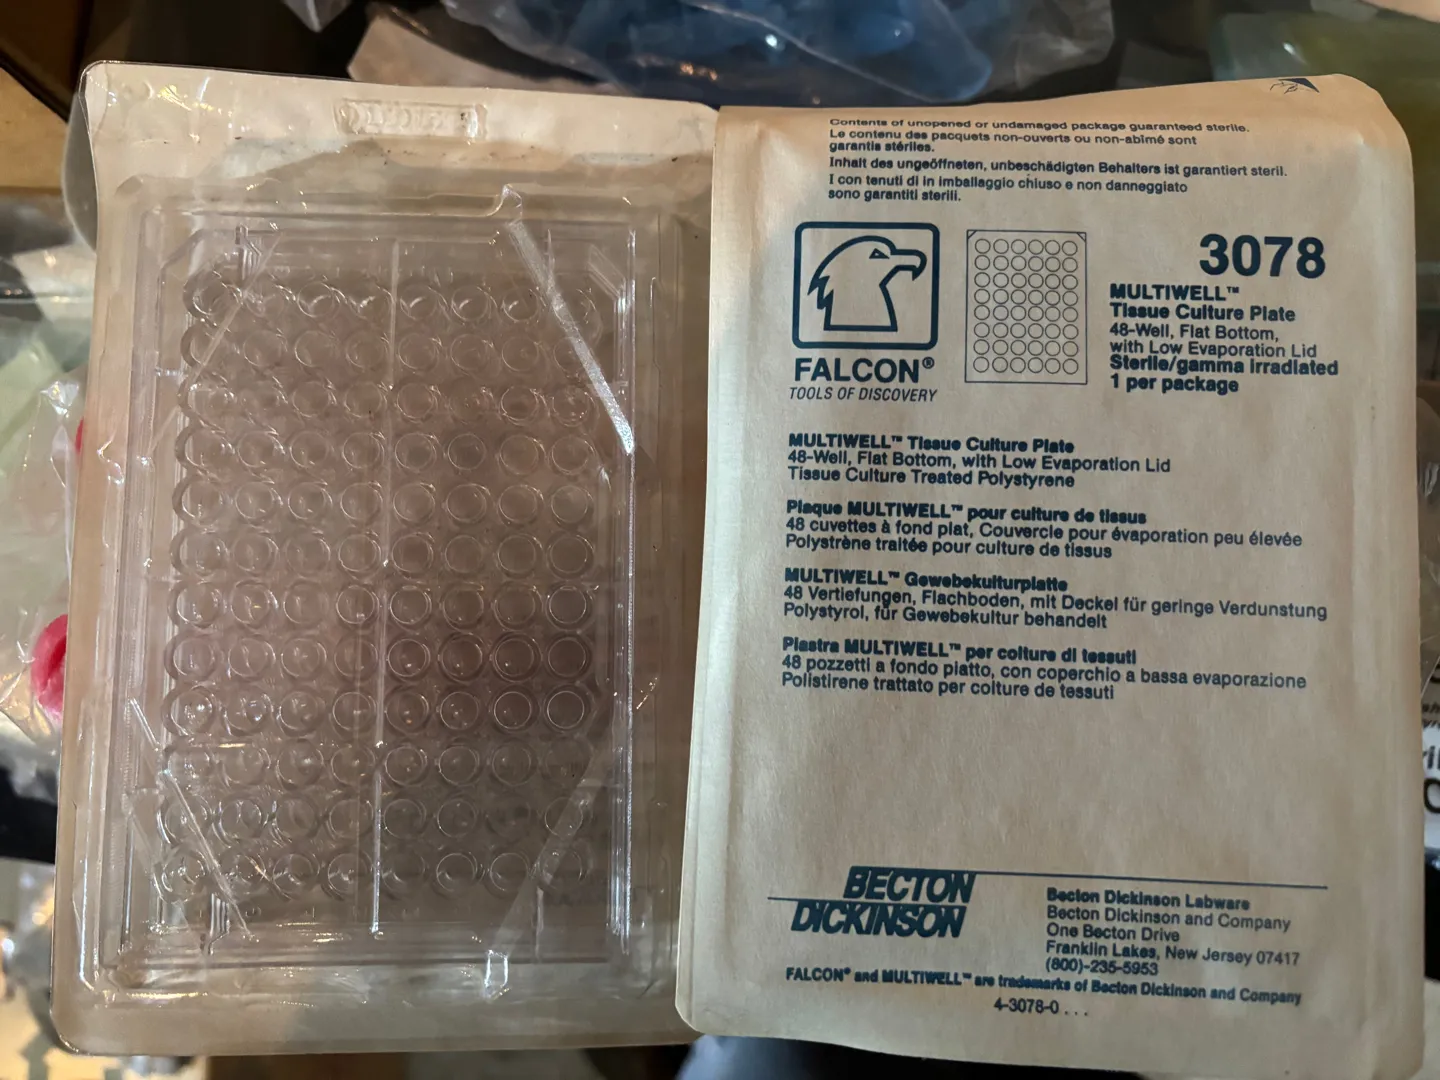 Contents of unopened or undamaged package guaranteed sterile.
Le contenu des pacquets non-ouverts ou non-abîmé sont
garantis stériles.
Inhalt des ungeöffneten, unbeschädigten Behalters ist garantiert steril.
I con tenuti di in imballaggio chiuso e non danneggiato
sono garantiti sterili.
FALCON®
TOOLS OF DISCOVERY
3078
MULTIWELL™
Tissue Culture Plate
48-Well, Flat Bottom,
with Low Evaporation Lid
Sterile/gamma irradiated
1 per package
MULTIWELL™ Tissue Culture Plate
48-Well, Flat Bottom, with Low Evaporation Lid
Tissue Culture Treated Polystyrene
Plaque MULTIWELL™ pour culture de tissus
48 cuvettes à fond plat, Couvercle pour évaporation peu élevée
Polystrène traitée pour culture de tissus
MULTIWELL™ Gewebekulturplatte
48 Vertiefungen, Flachboden, mit Deckel für geringe Verdunstung
Polystyrol, für Gewebekultur behandelt
Piastra MULTIWELL™ per colture di tessuti
48 pozzetti a fondo piatto, con coperchio a bassa evaporazione
Polistirene trattato per colture de tessuti
BECTON
DICKINSON
Becton Dickinson Labware
Becton Dickinson and Company
One Becton Drive
Franklin Lakes, New Jersey 07417
(800)-235-5953
FALCON® and MULTIWELL™ are trademarks of Becton Dickinson and Company
4-3078-0 . . .